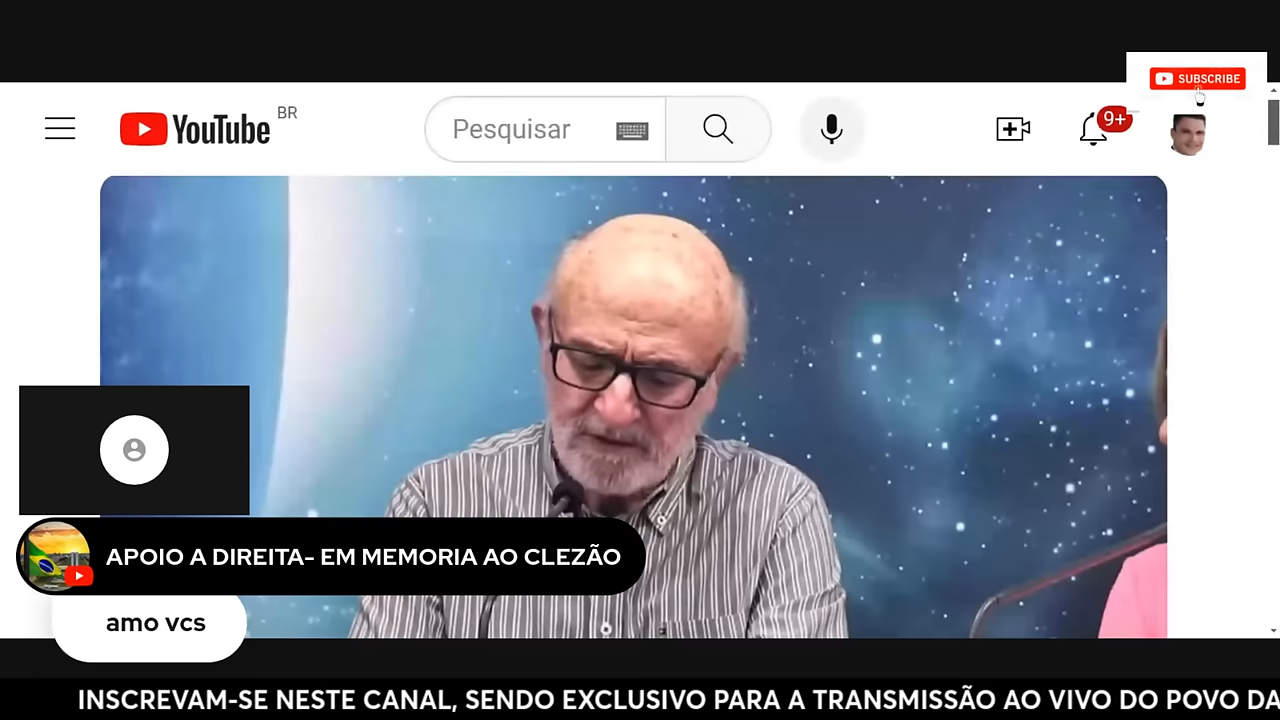 SUBSCRIBE
YouTube BR
Pesquisar
9+
APOIO A DIREITA- EM MEMORIA AO CLEZÃO
amo vcs
INSCREVAM-SE NESTE CANAL, SENDO EXCLUSIVO PARA A TRANSMISSÃO AO VIVO DO POVO DA